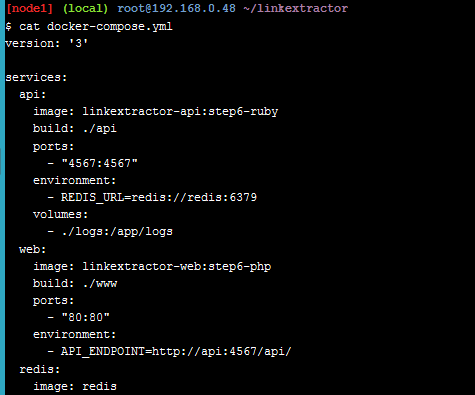 [node1] (local) root@192.168.0.48 ~/linkextractor
$ cat docker-compose.yml
version: '3'

services:
  api:
    image: linkextractor-api:step6-ruby
    build: ./api
    ports:
      - "4567:4567"
    environment:
      - REDIS_URL=redis://redis:6379
    volumes:
      - ./logs:/app/logs
  web:
    image: linkextractor-web:step6-php
    build: ./www
    ports:
      - "80:80"
    environment:
      - API_ENDPOINT=http://api:4567/api/
  redis:
    image: redis